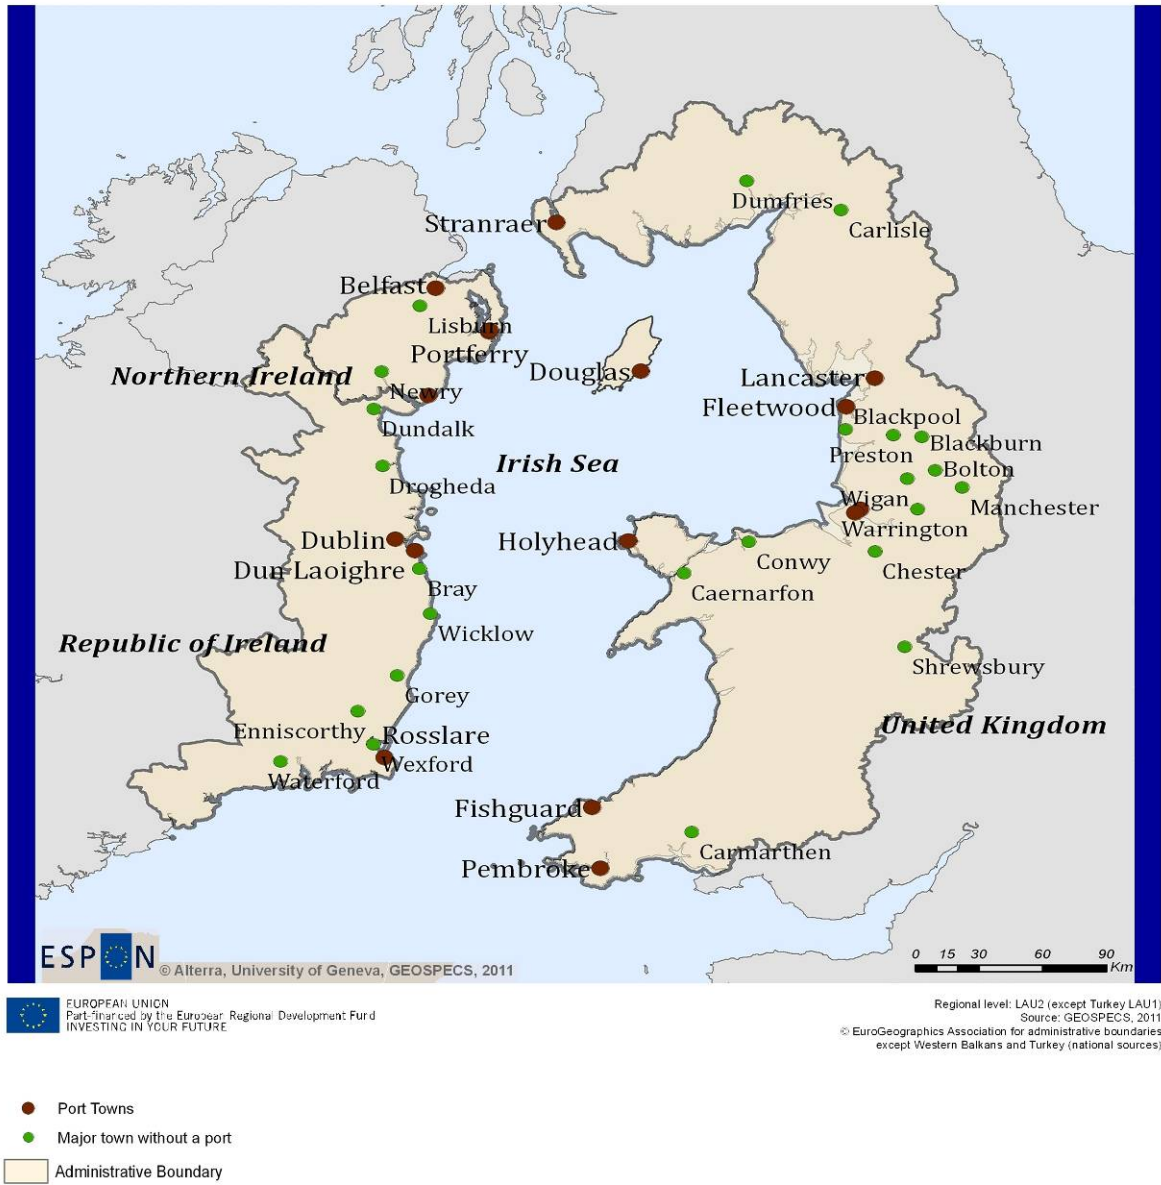 Dumfries
Stranraer
Carlisle
Belfast
Lisburn
Portferry
Douglas
Northern Ireland
Lancaster
Newry
Fleetwood
Blackpool
Dundalk
Blackburn
Preston
Irish Sea
Bolton
Drogheda
Wigan
Manchester
Warrington
Dublin
Holyhead
Conwy
Dun Laoighre
Chester
Bray
Caernarfon
Wicklow
Republic of Ireland
Shrewsbury
Gorey
United Kingdom
Enniscorthy
Rosslare
Wexford
Waterford
Fishguard
Carmarthen
Pembroke
ESPON
© Alterra, University of Geneva, GEOSPECS, 2011
0 15 30 60 90
Km
EUROPEAN UNION
Part-financed by the European Regional Development Fund
INVESTING IN YOUR FUTURE
Regional level: LAU2 (except Turkey LAU1)
Source: GEOSPECS, 2011
© EuroGeographics Association for administrative boundaries
except Western Balkans and Turkey (national sources)
Port Towns
Major town without a port
Administrative Boundary